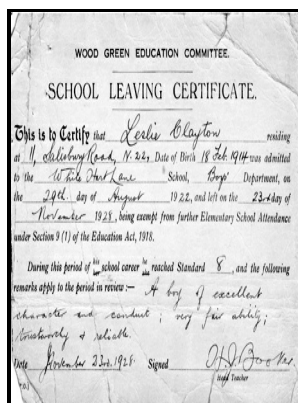 WOOD GREEN EDUCATION COMMITTEE.
SCHOOL LEAVING CERTIFICATE.
This is to Certify that Leslie Clayton residing
at 11, Salisbury Road, N.22, Date of Birth 18 Feb. 1914 was admitted
to the White Hart Lane School, Boys' Department, on
the 29th. day of August 1922, and left on the 23rd day of
November 1928, being exempt from further Elementary School Attendance
under Section 9 (1) of the Education Act, 1918.
During this period of his school career he reached Standard 8, and the following
remarks apply to the period in review:— A boy of excellent
character and conduct; very fair ability;
trustworthy & reliable.
Date November 23rd. 1928. Signed
Head Teacher